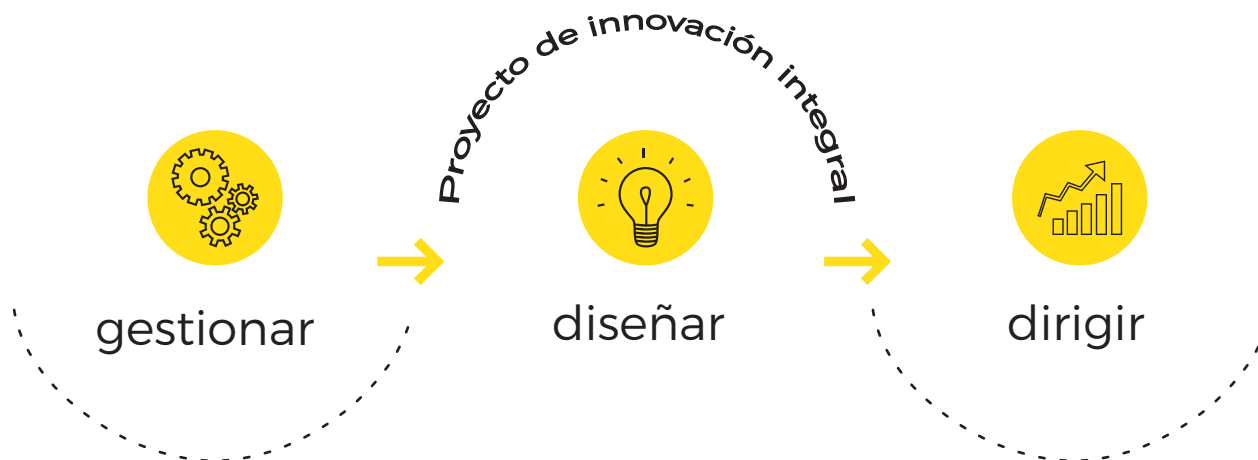 Proyecto de innovación integral
gestionar
diseñar
dirigir